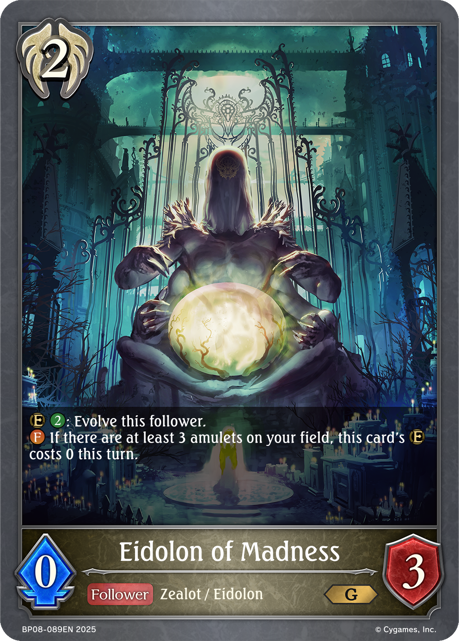 2
E 2 : Evolve this follower.
F If there are at least 3 amulets on your field, this card's E
costs 0 this turn.
Eidolon of Madness
0
Follower Zealot / Eidolon G
3
BP08-089EN 2025 © Cygames, Inc.